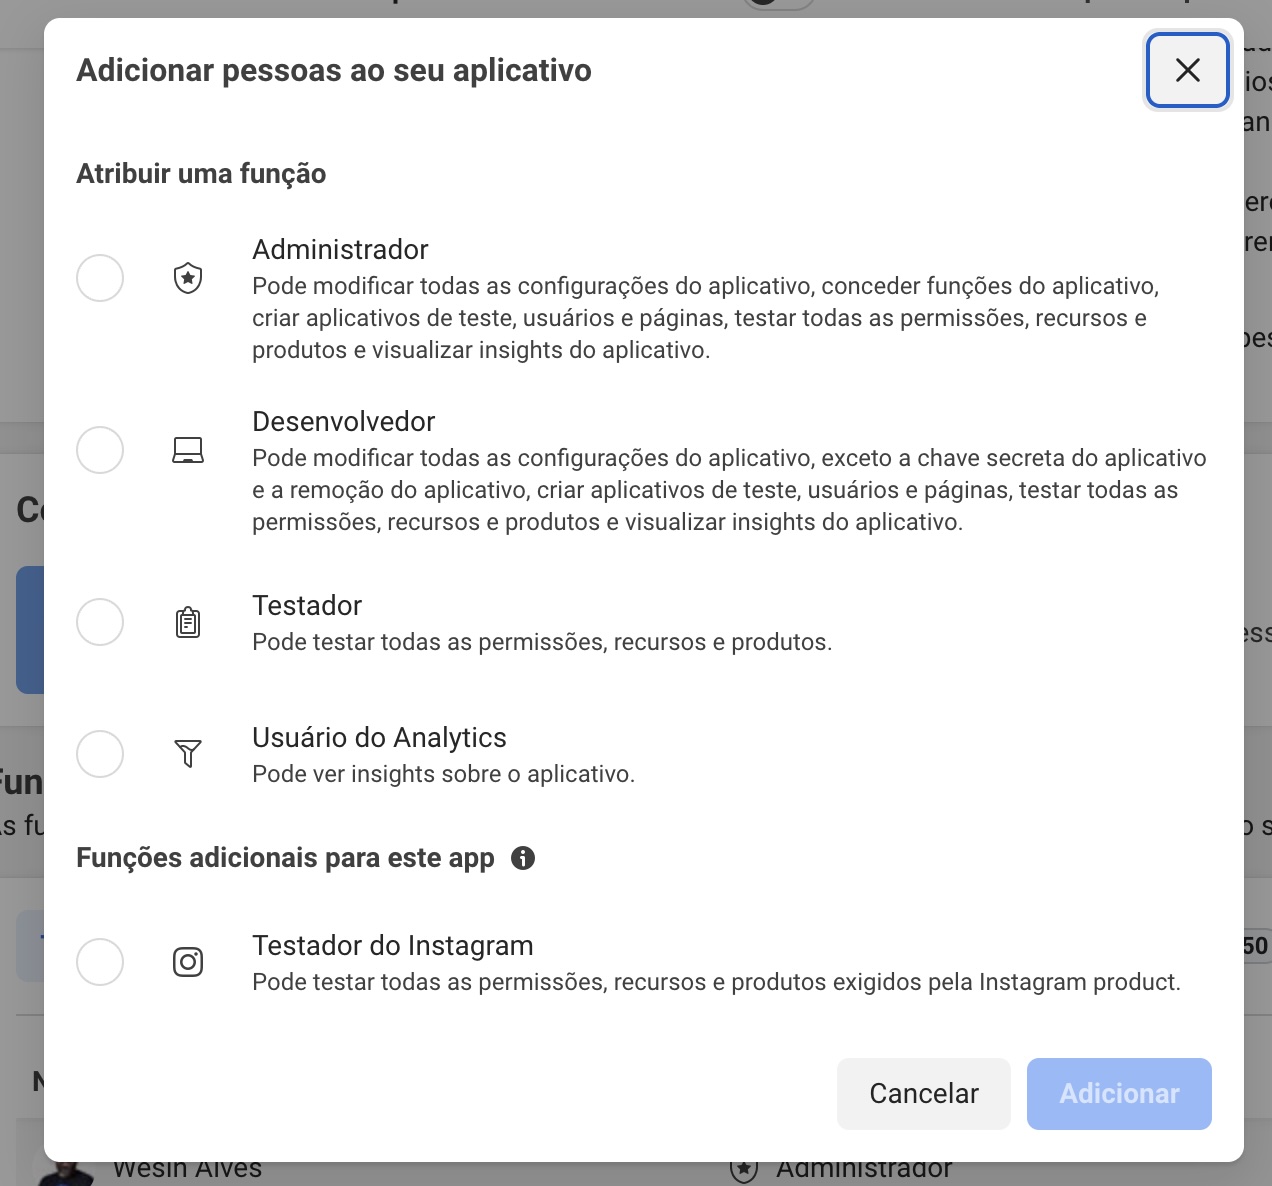 Adicionar pessoas ao seu aplicativo
Atribuir uma função
Administrador
Pode modificar todas as configurações do aplicativo, conceder funções do aplicativo,
criar aplicativos de teste, usuários e páginas, testar todas as permissões, recursos e
produtos e visualizar insights do aplicativo.
Desenvolvedor
Pode modificar todas as configurações do aplicativo, exceto a chave secreta do aplicativo
e a remoção do aplicativo, criar aplicativos de teste, usuários e páginas, testar todas as
permissões, recursos e produtos e visualizar insights do aplicativo.
Testador
Pode testar todas as permissões, recursos e produtos.
Usuário do Analytics
Pode ver insights sobre o aplicativo.
Funções adicionais para este app
Testador do Instagram
Pode testar todas as permissões, recursos e produtos exigidos pela Instagram product.
50
Cancelar
Adicionar
Wesin Alves
Administrador